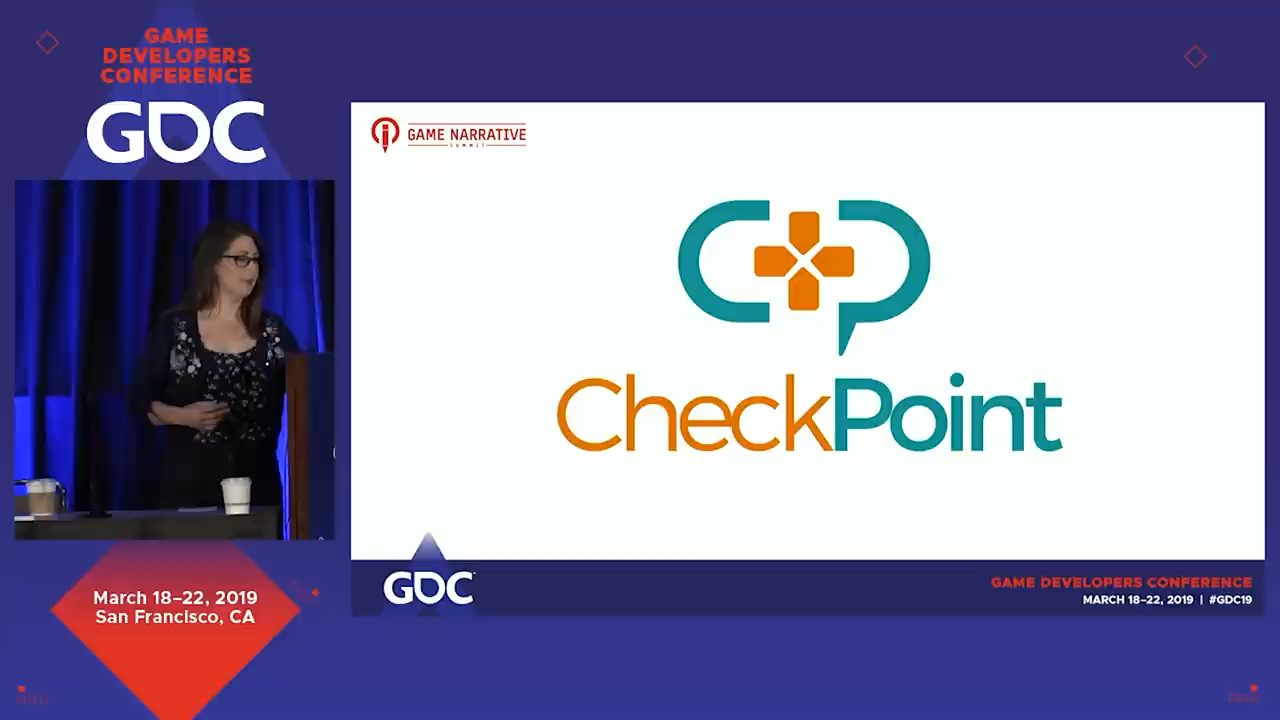 GAME
DEVELOPERS
CONFERENCE
GDC
GAME NARRATIVE
SUMMIT
CheckPoint
March 18–22, 2019
San Francisco, CA
GDC
GAME DEVELOPERS CONFERENCE
MARCH 18–22, 2019 | #GDC19